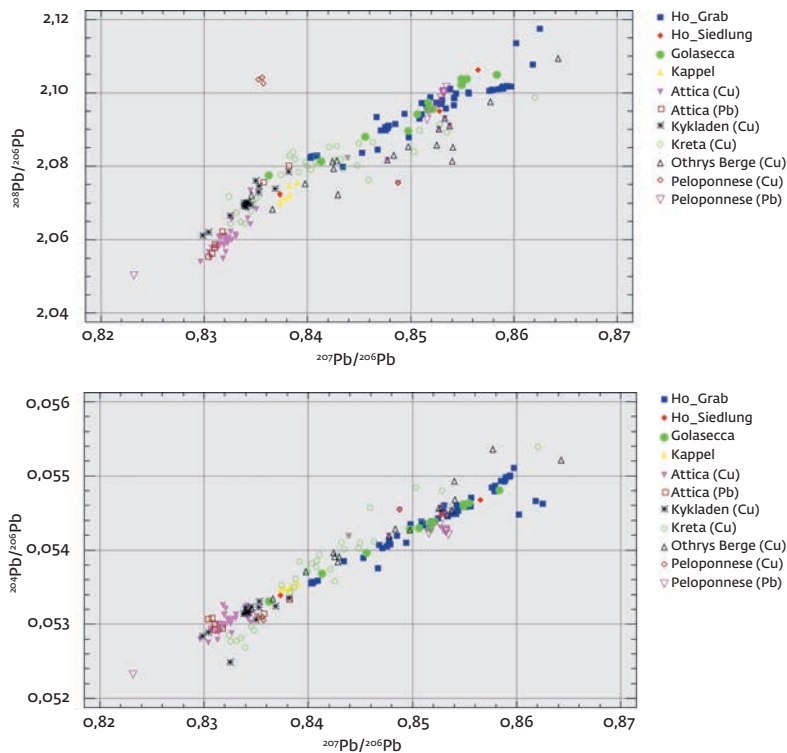 2,12
2,10
2,08
2,06
2,04
²⁰⁸Pb/²⁰⁶Pb
0,82 0,83 0,84 0,85 0,86 0,87
²⁰⁷Pb/²⁰⁶Pb
Ho_Grab
Ho_Siedlung
Golasecca
Kappel
Attica (Cu)
Attica (Pb)
Kykladen (Cu)
Kreta (Cu)
Othrys Berge (Cu)
Peloponnese (Cu)
Peloponnese (Pb)
0,056
0,055
0,054
0,053
0,052
²⁰⁴Pb/²⁰⁶Pb
0,82 0,83 0,84 0,85 0,86 0,87
²⁰⁷Pb/²⁰⁶Pb
Ho_Grab
Ho_Siedlung
Golasecca
Kappel
Attica (Cu)
Attica (Pb)
Kykladen (Cu)
Kreta (Cu)
Othrys Berge (Cu)
Peloponnese (Cu)
Peloponnese (Pb)